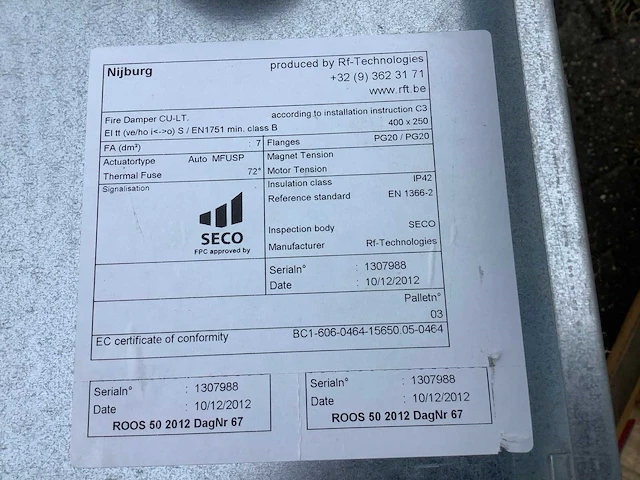 Nijburg
produced by Rf-Technologies
+32 (9) 362 31 71
www.rft.be
Fire Damper CU-LT.
according to installation instruction C3
EI tt (ve/ho i<->o) S / EN1751 min. class B
400 x 250
FA (dm²) : 7
Flanges PG20 / PG20
Actuatortype Auto MFUSP
Magnet Tension
Thermal Fuse 72°
Motor Tension
Signalisation
Insulation class IP42
Reference standard EN 1366-2
SECO
FPC approved by
Inspection body SECO
Manufacturer Rf-Technologies
Serialn° : 1307988
Date : 10/12/2012
Palletn°
03
EC certificate of conformity BC1-606-0464-15650.05-0464
Serialn° : 1307988
Date : 10/12/2012
ROOS 50 2012 DagNr 67
Serialn° : 1307988
Date : 10/12/2012
ROOS 50 2012 DagNr 67